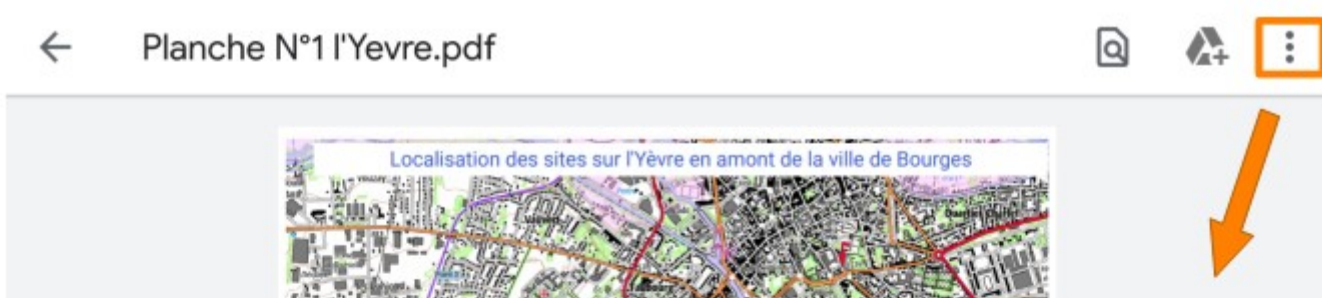 Planche N°1 l'Yevre.pdf
Localisation des sites sur l'Yèvre en amont de la ville de Bourges